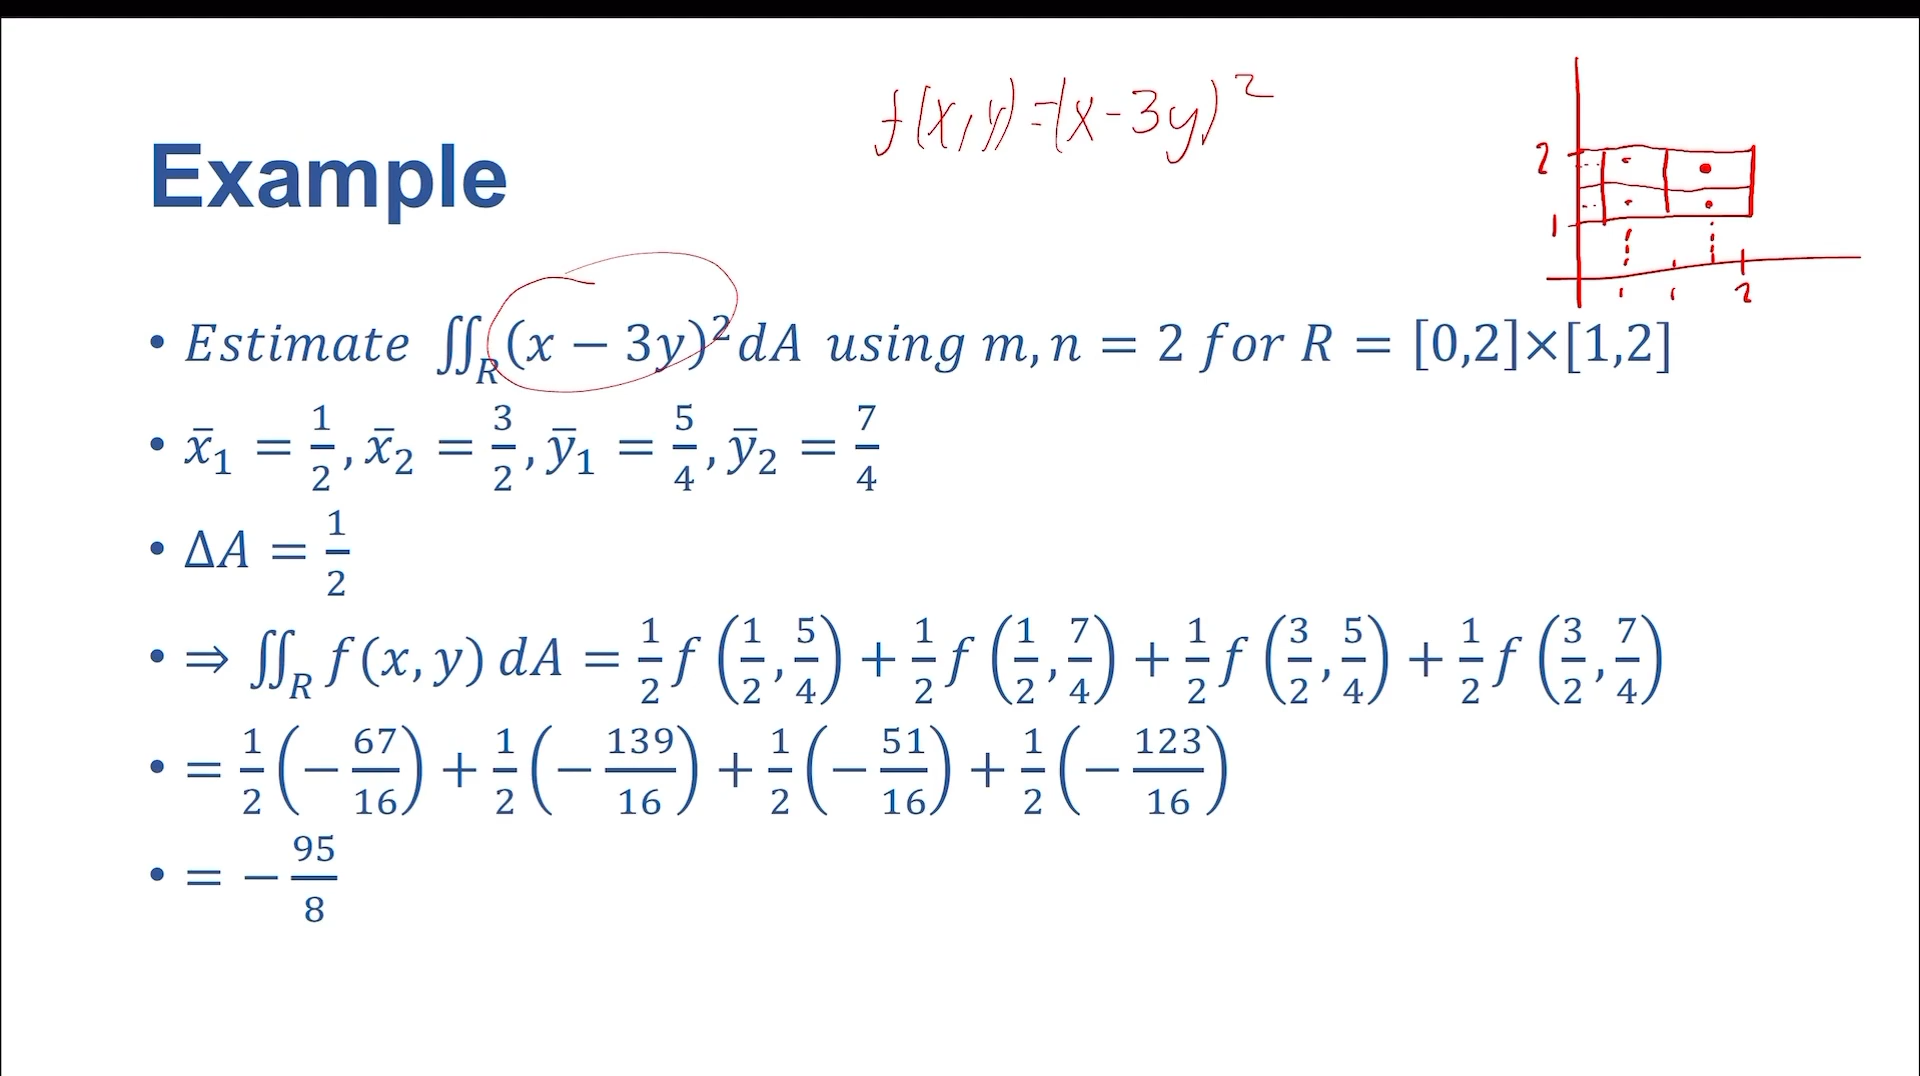 f(x,y)=(x-3y)²
Example
• Estimate ∬_R (x − 3y)² dA using m, n = 2 for R = [0,2]×[1,2]
• x̄₁ = 1/2, x̄₂ = 3/2, ȳ₁ = 5/4, ȳ₂ = 7/4
• ΔA = 1/2
• ⇒ ∬_R f(x, y) dA = 1/2 f(1/2, 5/4) + 1/2 f(1/2, 7/4) + 1/2 f(3/2, 5/4) + 1/2 f(3/2, 7/4)
• = 1/2 (− 67/16) + 1/2 (− 139/16) + 1/2 (− 51/16) + 1/2 (− 123/16)
• = − 95/8
2
1
ı ı 2